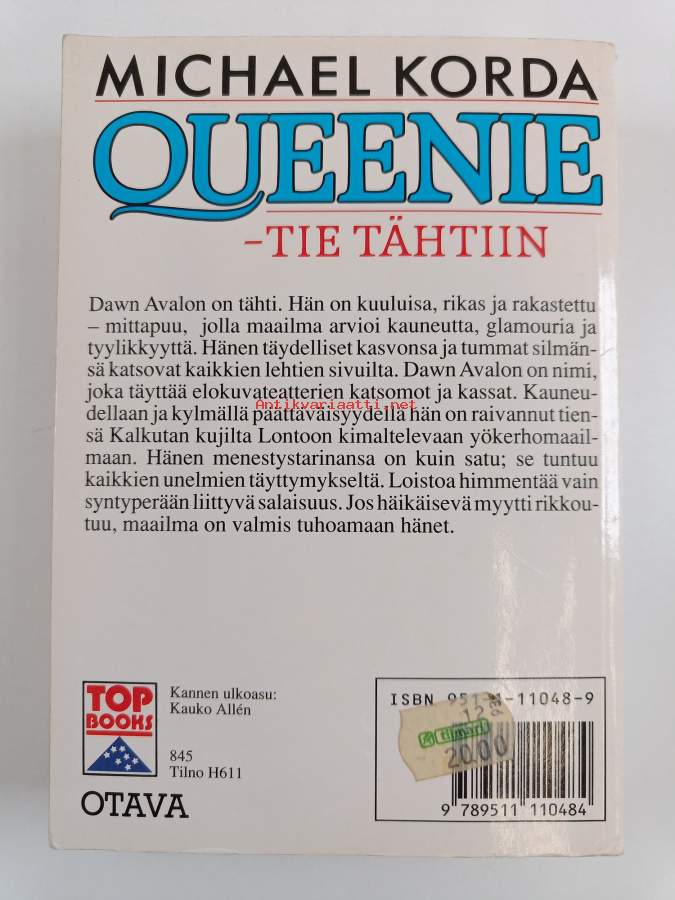 MICHAEL KORDA
QUEENIE
–TIE TÄHTIIN
Dawn Avalon on tähti. Hän on kuuluisa, rikas ja rakastettu
– mittapuu, jolla maailma arvioi kauneutta, glamouria ja
tyylikkyyttä. Hänen täydelliset kasvonsa ja tummat silmän-
sä katsovat kaikkien lehtien sivuilta. Dawn Avalon on nimi,
joka täyttää elokuvateatterien katsomot ja kassat. Kauneu-
Antikvariaatti.net
dellaan ja kylmällä päättäväisyydellä hän on raivannut tien-
sä Kalkutan kujilta Lontoon kimaltelevaan yökerhomaail-
maan. Hänen menestystarinansa on kuin satu; se tuntuu
kaikkien unelmien täyttymykseltä. Loistoa himmentää vain
syntyperään liittyvä salaisuus. Jos häikäisevä myytti rikkou-
tuu, maailma on valmis tuhoamaan hänet.
TOP
BOOKS
OTAVA
Kannen ulkoasu:
Kauko Allén
845
Tilno H611
ISBN 951-1-11048-9
12
20.00
9 789511 110484